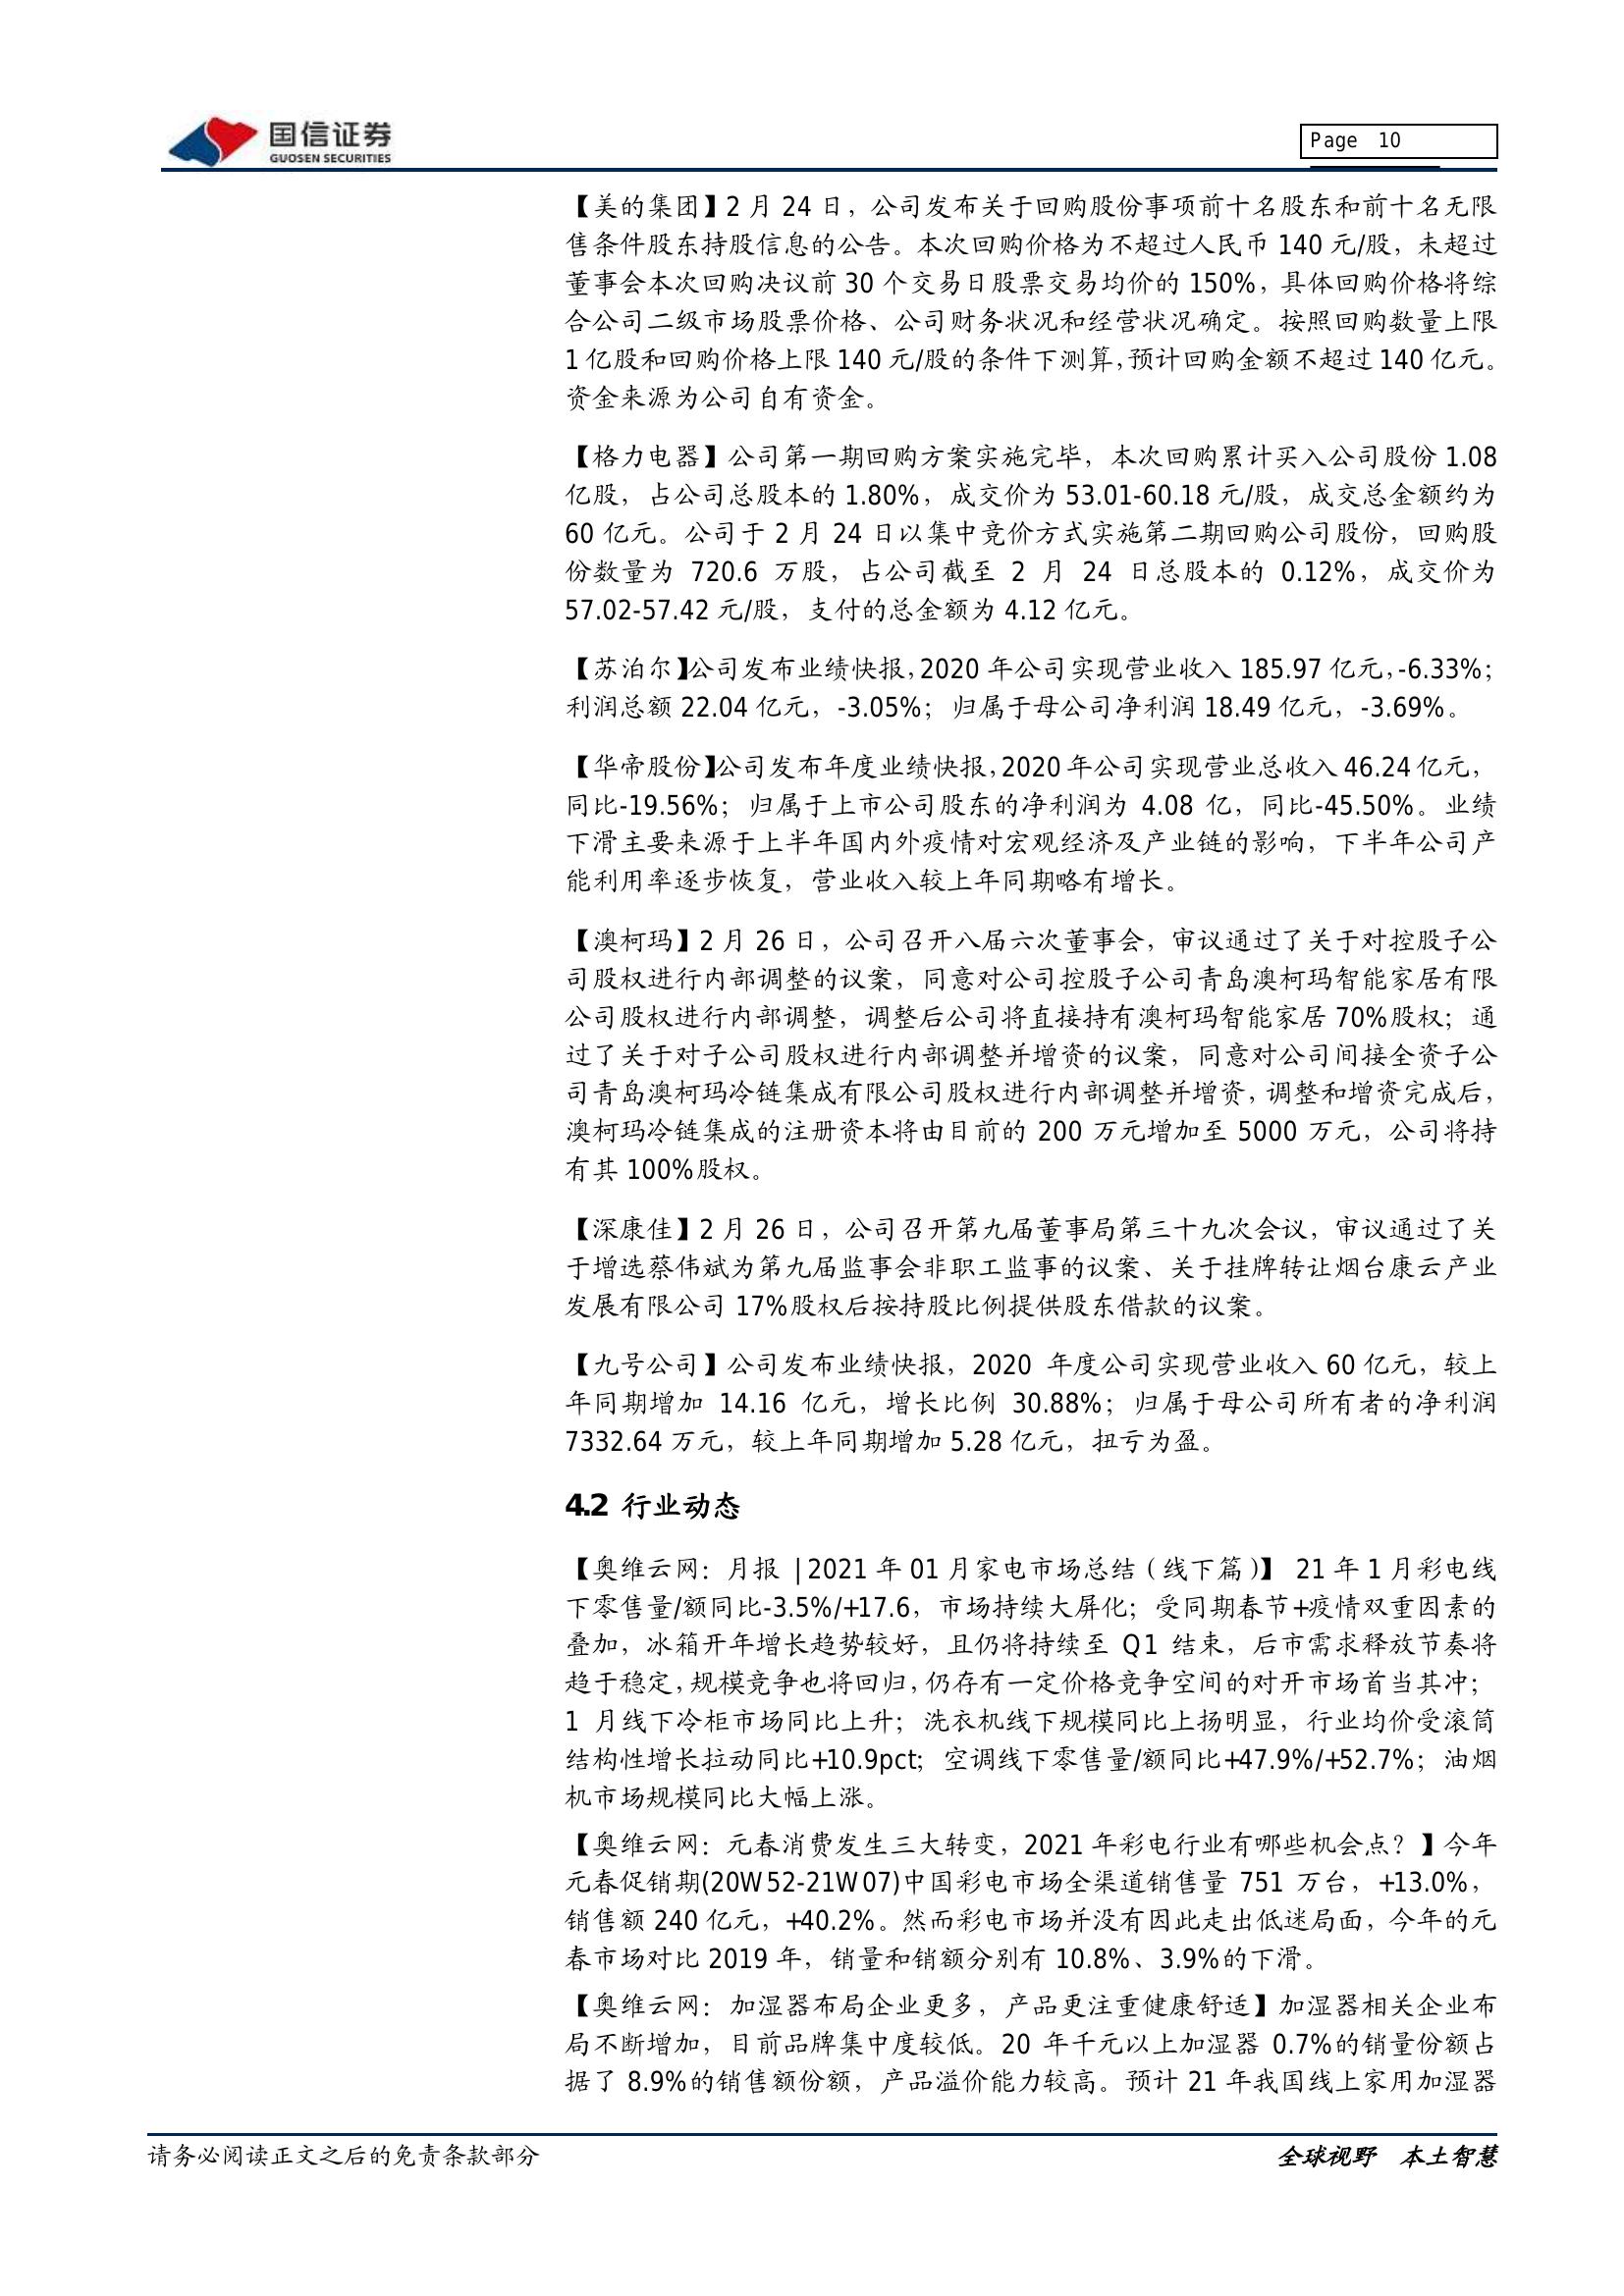 国信证券
GUOSEN SECURITIES
Page 10
【美的集团】2 月 24 日，公司发布关于回购股份事项前十名股东和前十名无限
售条件股东持股信息的公告。本次回购价格为不超过人民币 140 元/股，未超过
董事会本次回购决议前 30 个交易日股票交易均价的 150%，具体回购价格将综
合公司二级市场股票价格、公司财务状况和经营状况确定。按照回购数量上限
1 亿股和回购价格上限 140 元/股的条件下测算，预计回购金额不超过 140 亿元。
资金来源为公司自有资金。
【格力电器】公司第一期回购方案实施完毕，本次回购累计买入公司股份 1.08
亿股，占公司总股本的 1.80%，成交价为 53.01-60.18 元/股，成交总金额约为
60 亿元。公司于 2 月 24 日以集中竞价方式实施第二期回购公司股份，回购股
份数量为 720.6 万股，占公司截至 2 月 24 日总股本的 0.12%，成交价为
57.02-57.42 元/股，支付的总金额为 4.12 亿元。
【苏泊尔】公司发布业绩快报，2020 年公司实现营业收入 185.97 亿元，-6.33%；
利润总额 22.04 亿元，-3.05%；归属于母公司净利润 18.49 亿元，-3.69%。
【华帝股份】公司发布年度业绩快报，2020 年公司实现营业总收入 46.24 亿元，
同比-19.56%；归属于上市公司股东的净利润为 4.08 亿，同比-45.50%。业绩
下滑主要来源于上半年国内外疫情对宏观经济及产业链的影响，下半年公司产
能利用率逐步恢复，营业收入较上年同期略有增长。
【澳柯玛】2 月 26 日，公司召开八届六次董事会，审议通过了关于对控股子公
司股权进行内部调整的议案，同意对公司控股子公司青岛澳柯玛智能家居有限
公司股权进行内部调整，调整后公司将直接持有澳柯玛智能家居 70%股权；通
过了关于对子公司股权进行内部调整并增资的议案，同意对公司间接全资子公
司青岛澳柯玛冷链集成有限公司股权进行内部调整并增资，调整和增资完成后，
澳柯玛冷链集成的注册资本将由目前的 200 万元增加至 5000 万元，公司将持
有其 100%股权。
【深康佳】2 月 26 日，公司召开第九届董事局第三十九次会议，审议通过了关
于增选蔡伟斌为第九届监事会非职工监事的议案、关于挂牌转让烟台康云产业
发展有限公司 17%股权后按持股比例提供股东借款的议案。
【九号公司】公司发布业绩快报，2020 年度公司实现营业收入 60 亿元，较上
年同期增加 14.16 亿元，增长比例 30.88%；归属于母公司所有者的净利润
7332.64 万元，较上年同期增加 5.28 亿元，扭亏为盈。
4.2 行业动态
【奥维云网：月报 |2021 年 01 月家电市场总结（线下篇）】 21 年 1 月彩电线
下零售量/额同比-3.5%/+17.6，市场持续大屏化；受同期春节+疫情双重因素的
叠加，冰箱开年增长趋势较好，且仍将持续至 Q1 结束，后市需求释放节奏将
趋于稳定，规模竞争也将回归，仍存有一定价格竞争空间的对开市场首当其冲；
1 月线下冷柜市场同比上升；洗衣机线下规模同比上扬明显，行业均价受滚筒
结构性增长拉动同比+10.9pct；空调线下零售量/额同比+47.9%/+52.7%；油烟
机市场规模同比大幅上涨。
【奥维云网：元春消费发生三大转变，2021 年彩电行业有哪些机会点？】今年
元春促销期(20W52-21W07)中国彩电市场全渠道销售量 751 万台，+13.0%，
销售额 240 亿元，+40.2%。然而彩电市场并没有因此走出低迷局面，今年的元
春市场对比 2019 年，销量和销额分别有 10.8%、3.9%的下滑。
【奥维云网：加湿器布局企业更多，产品更注重健康舒适】加湿器相关企业布
局不断增加，目前品牌集中度较低。20 年千元以上加湿器 0.7%的销量份额占
据了 8.9%的销售额份额，产品溢价能力较高。预计 21 年我国线上家用加湿器
请务必阅读正文之后的免责条款部分
全球视野 本土智慧